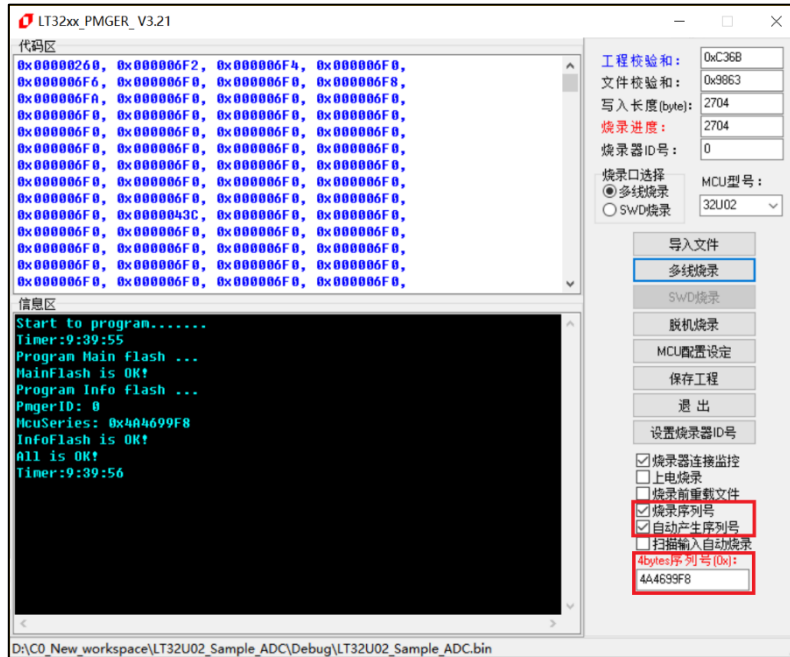 LT32xx_PMGER_ V3.21
代码区
0x00000260, 0x000006F2, 0x000006F4, 0x000006F0,
0x000006F6, 0x000006F0, 0x000006F0, 0x000006F8,
0x000006FA, 0x000006F0, 0x000006F0, 0x000006F0,
0x000006F0, 0x000006F0, 0x000006F0, 0x000006F0,
0x000006F0, 0x000006F0, 0x000006F0, 0x000006F0,
0x000006F0, 0x000006F0, 0x000006F0, 0x000006F0,
0x000006F0, 0x000006F0, 0x000006F0, 0x000006F0,
0x000006F0, 0x000006F0, 0x000006F0, 0x000006F0,
0x000006F0, 0x000006F0, 0x000006F0, 0x000006F0,
0x000006F0, 0x0000043C, 0x000006F0, 0x000006F0,
0x000006F0, 0x000006F0, 0x000006F0, 0x000006F0,
0x000006F0, 0x000006F0, 0x000006F0, 0x000006F0,
0x000006F0, 0x000006F0, 0x000006F0, 0x000006F0,
0x000006F0, 0x000006F0, 0x000006F0, 0x000006F0,
信息区
Start to program.......
Timer:9:39:55
Program Main flash ...
MainFlash is OK!
Program Info flash ...
PmgerID: 0
McuSeries: 0x4A4699F8
InfoFlash is OK!
All is OK!
Timer:9:39:56
工程校验和: 0xC36B
文件校验和: 0x9863
写入长度(byte): 2704
烧录进度: 2704
烧录器ID号: 0
烧录口选择
多线烧录
SWD烧录
MCU型号:
32U02
导入文件
多线烧录
SWD烧录
脱机烧录
MCU配置设定
保存工程
退 出
设置烧录器ID号
烧录器连接监控
上电烧录
烧录前重载文件
烧录序列号
自动产生序列号
扫描输入自动烧录
4bytes序列号(0x):
4A4699F8
D:\C0_New_workspace\LT32U02_Sample_ADC\Debug\LT32U02_Sample_ADC.bin